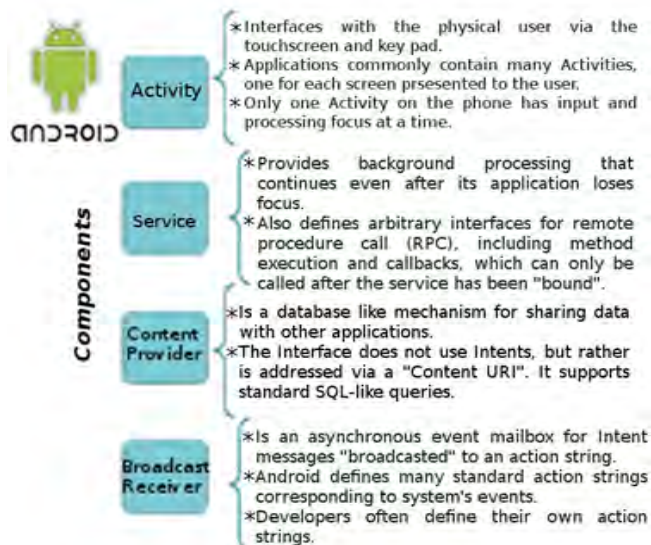 *Interfaces with the physical user via the
touchscreen and key pad.
*Applications commonly contain many Activities,
one for each screen prsesented to the user.
*Only one Activity on the phone has input and
processing focus at a time.
Activity
ANDROID
*Provides background processing that
continues even after its application loses
focus.
*Also defines arbitrary interfaces for remote
procedure call (RPC), including method
execution and callbacks, which can only be
called after the service has been "bound".
Service
Components
*Is a database like mechanism for sharing data
with other applications.
*The Interface does not use Intents, but rather
is addressed via a "Content URI". It supports
standard SQL-like queries.
Content
Provider
*Is an asynchronous event mailbox for Intent
messages "broadcasted" to an action string.
*Android defines many standard action strings
corresponding to system's events.
*Developers often define their own action
strings.
Broadcast
Receiver